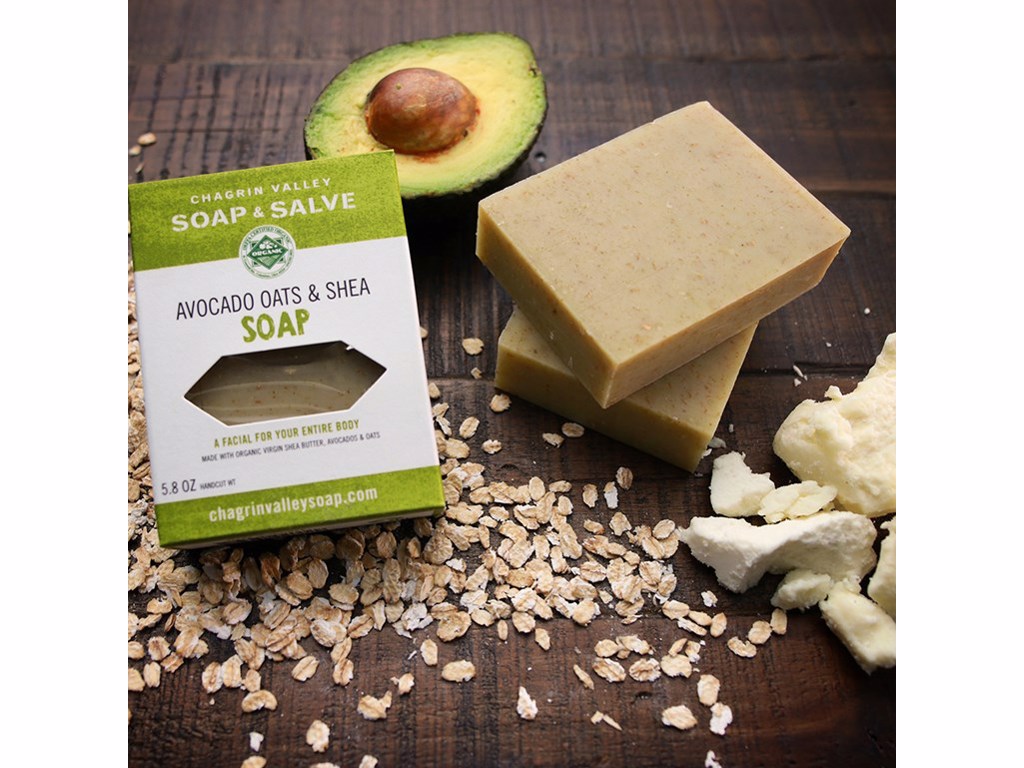 CHAGRIN VALLEY
SOAP & SALVE
ORGANIC
AVOCADO OATS & SHEA
SOAP
A FACIAL FOR YOUR ENTIRE BODY
MADE WITH ORGANIC VIRGIN SHEA BUTTER, AVOCADOS & OATS
5.8 OZ HANDCUT WT
chagrinvalleysoap.com